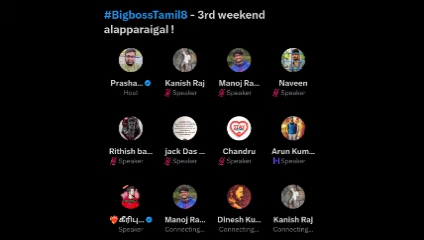 #BigbossTamil8 - 3rd weekend
alapparaigal !
Prasha... Kanish Raj Manoj Ra... Naveen
Host Speaker Speaker Speaker
Rithish ba... jack Das ... Chandru Arun Kum...
Speaker Speaker Speaker Speaker
கீரிபு... Manoj Ra... Dinesh Ku... Kanish Raj
Speaker Connecting... Connecting... Connecting...